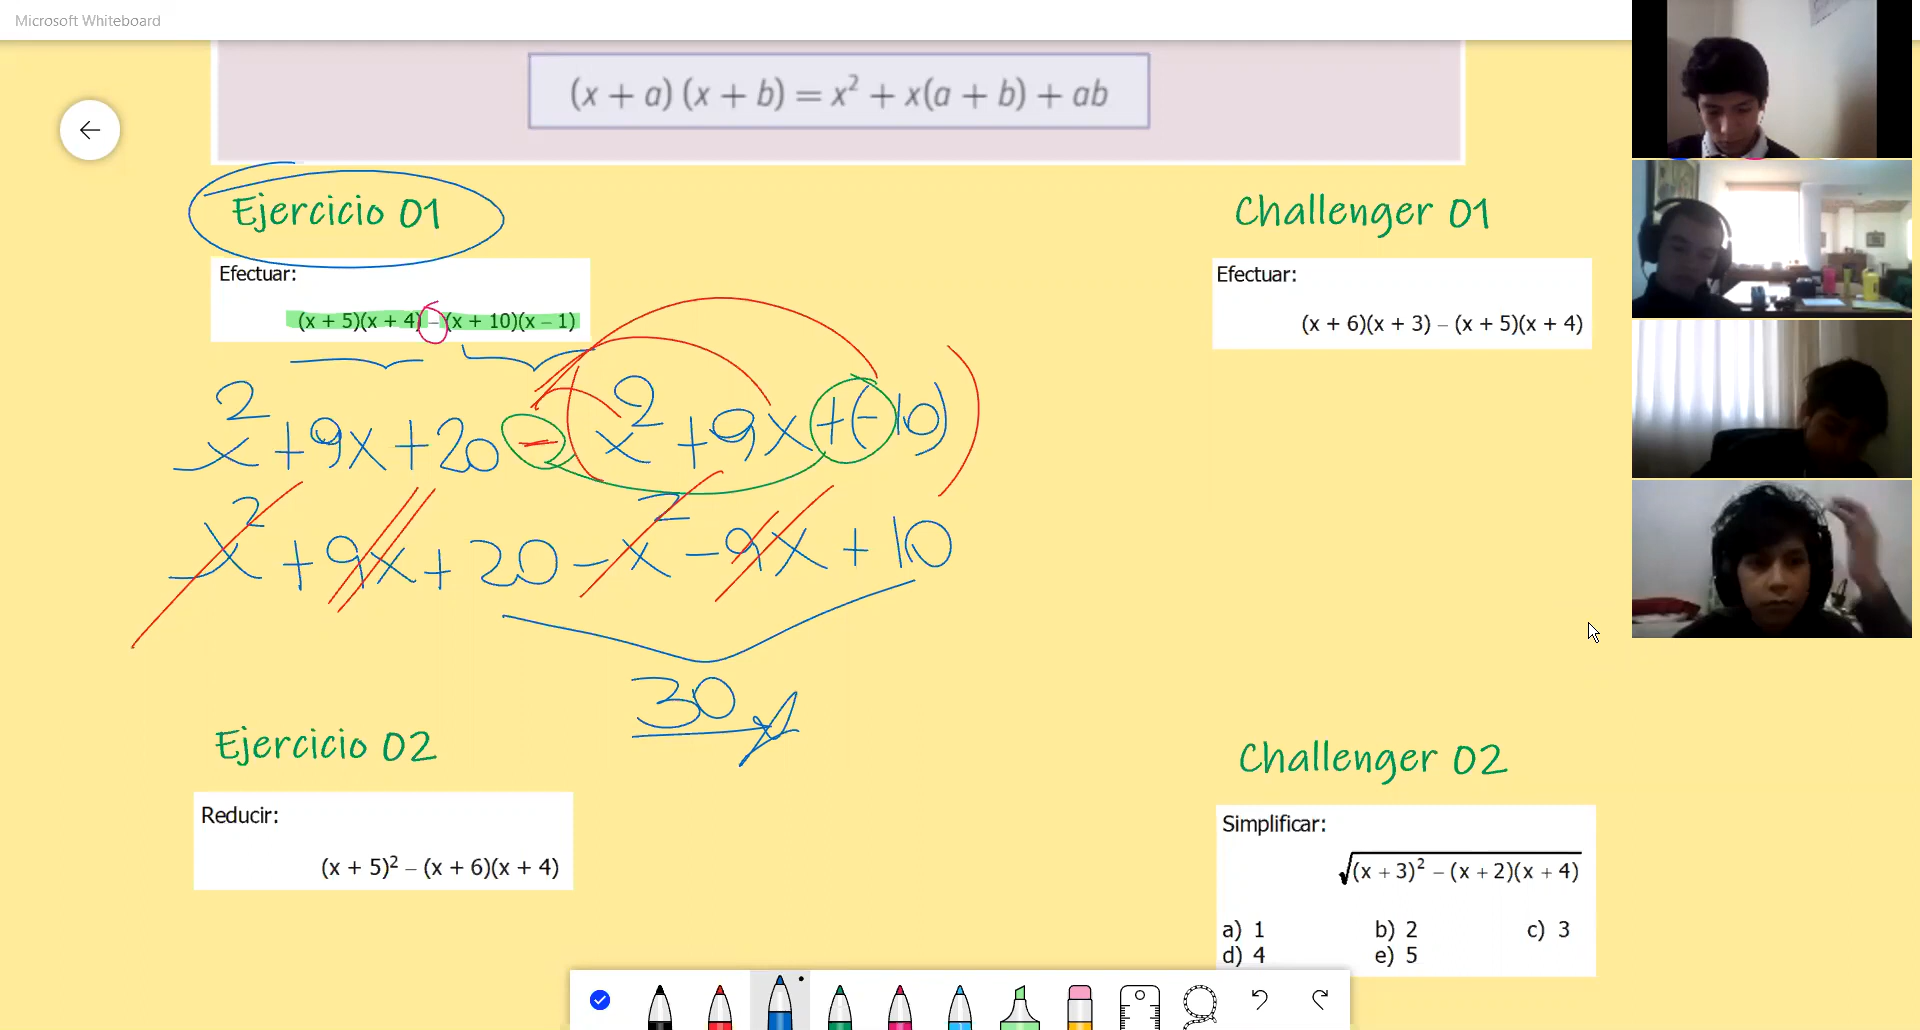 Microsoft Whiteboard
(x + a) (x + b) = x² + x(a + b) + ab
Ejercicio 01
Efectuar:
(x + 5)(x + 4) – (x + 10)(x – 1)
x² + 9x + 20 - (x² + 9x + (-10))
x² + 9x + 20 - x² - 9x + 10
30
Challenger 01
Efectuar:
(x + 6)(x + 3) – (x + 5)(x + 4)
Ejercicio 02
Reducir:
(x + 5)² – (x + 6)(x + 4)
Challenger 02
Simplificar:
√(x + 3)² – (x + 2)(x + 4)
a) 1 b) 2 c) 3
d) 4 e) 5